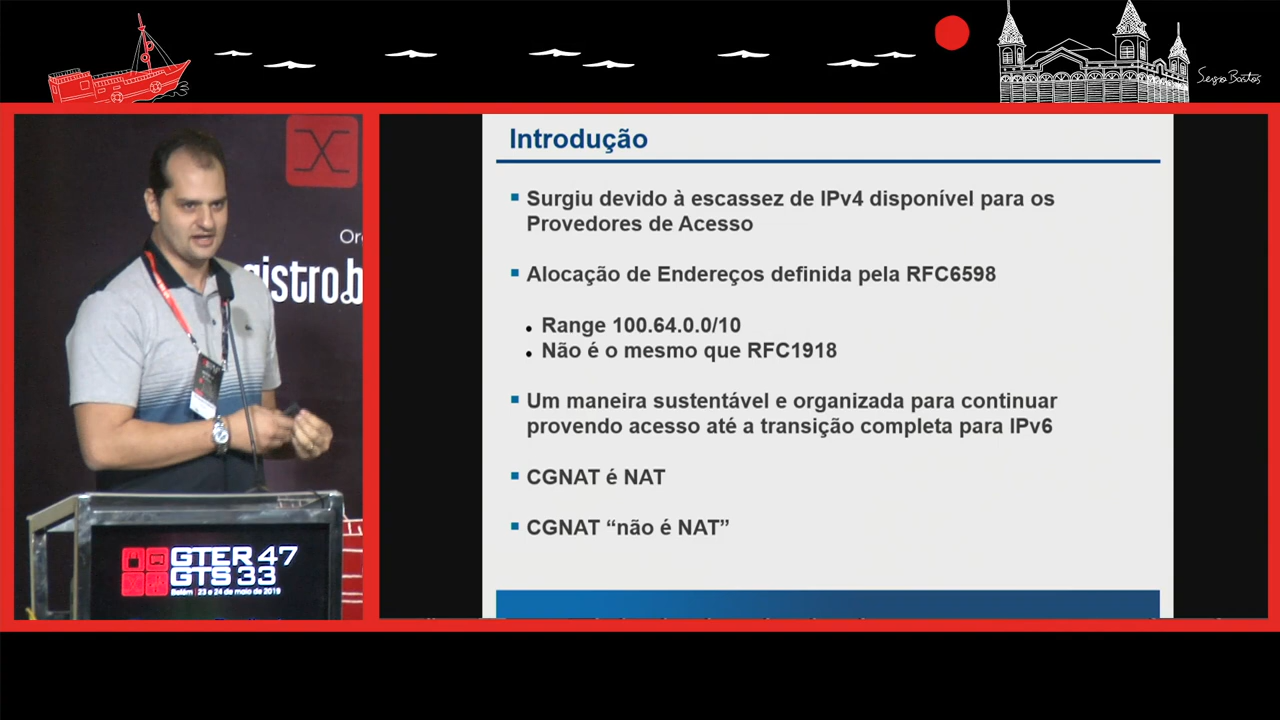 Sergio Bastos
Or
gistro.b
GTER 47
GTS 33
Belém | 23 e 24 de maio de 2019
Introdução
Surgiu devido à escassez de IPv4 disponível para os
Provedores de Acesso
Alocação de Endereços definida pela RFC6598
Range 100.64.0.0/10
Não é o mesmo que RFC1918
Um maneira sustentável e organizada para continuar
provendo acesso até a transição completa para IPv6
CGNAT é NAT
CGNAT “não é NAT”